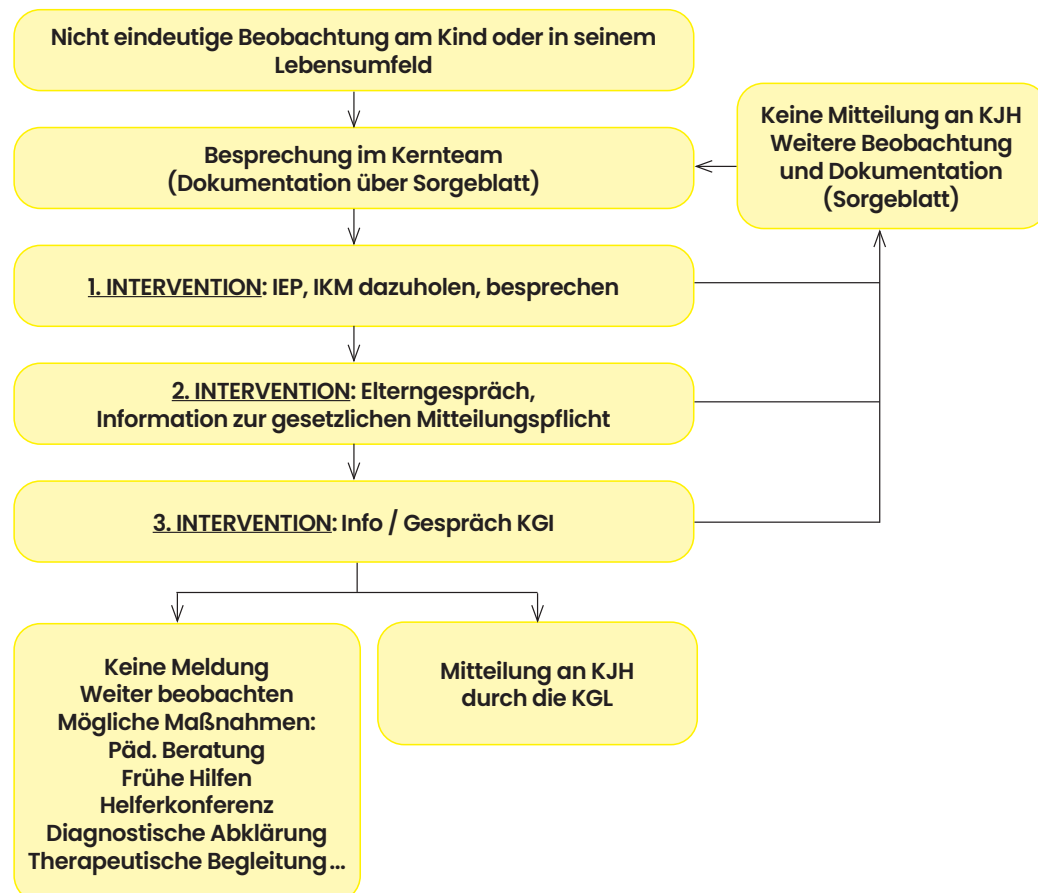 Nicht eindeutige Beobachtung am Kind oder in seinem
Lebensumfeld
Keine Mitteilung an KJH
Weitere Beobachtung
und Dokumentation
(Sorgeblatt)
Besprechung im Kernteam
(Dokumentation über Sorgeblatt)
1. INTERVENTION: IEP, IKM dazuholen, besprechen
2. INTERVENTION: Elterngespräch,
Information zur gesetzlichen Mitteilungspflicht
3. INTERVENTION: Info / Gespräch KGI
Keine Meldung
Weiter beobachten
Mögliche Maßnahmen:
Päd. Beratung
Frühe Hilfen
Helferkonferenz
Diagnostische Abklärung
Therapeutische Begleitung...
Mitteilung an KJH
durch die KGL